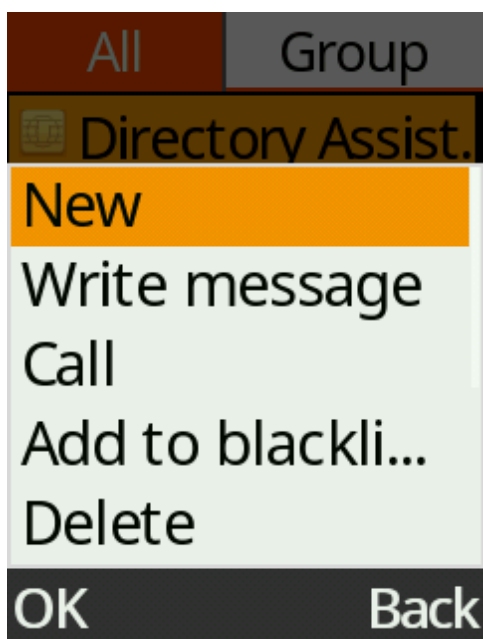 All Group
Directory Assist.
New
Write message
Call
Add to blackli...
Delete
OK Back